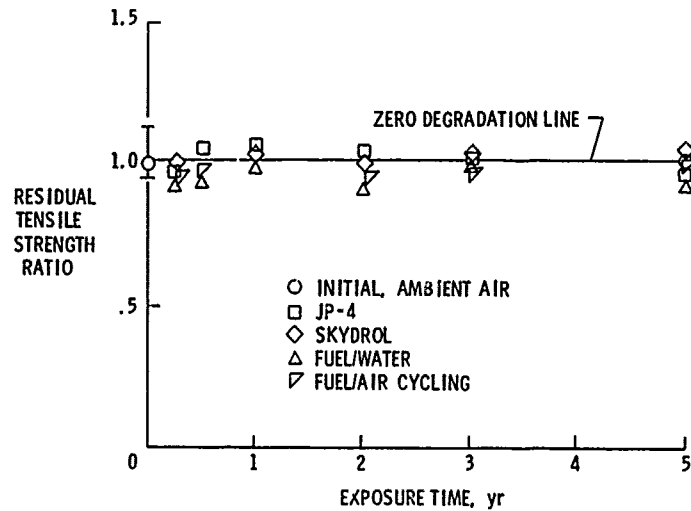 1.5
ZERO DEGRADATION LINE
1.0
RESIDUAL
TENSILE
STRENGTH
RATIO
INITIAL, AMBIENT AIR
JP-4
.5
SKYDROL
FUEL/WATER
FUEL/AIR CYCLING
0 1 2 3 4 5
EXPOSURE TIME, yr